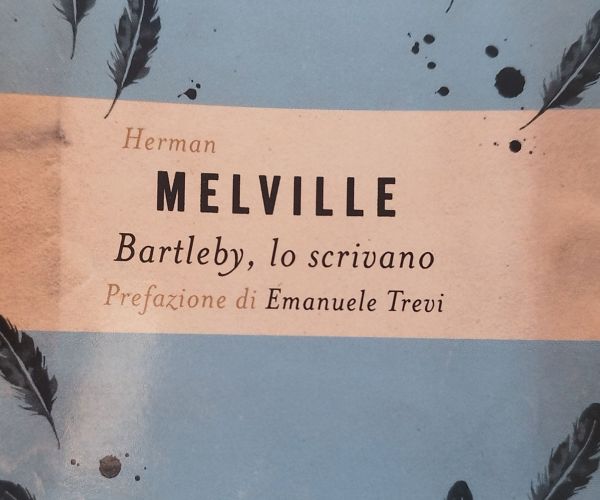 Herman
MELVILLE
Bartleby, lo scrivano
Prefazione di Emanuele Trevi